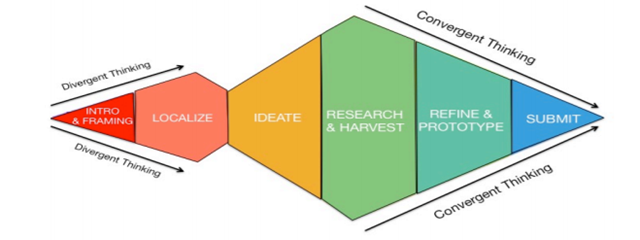 Divergent Thinking
Convergent Thinking
INTRO
& FRAMING
LOCALIZE
IDEATE
RESEARCH
& HARVEST
REFINE &
PROTOTYPE
SUBMIT
Divergent Thinking
Convergent Thinking